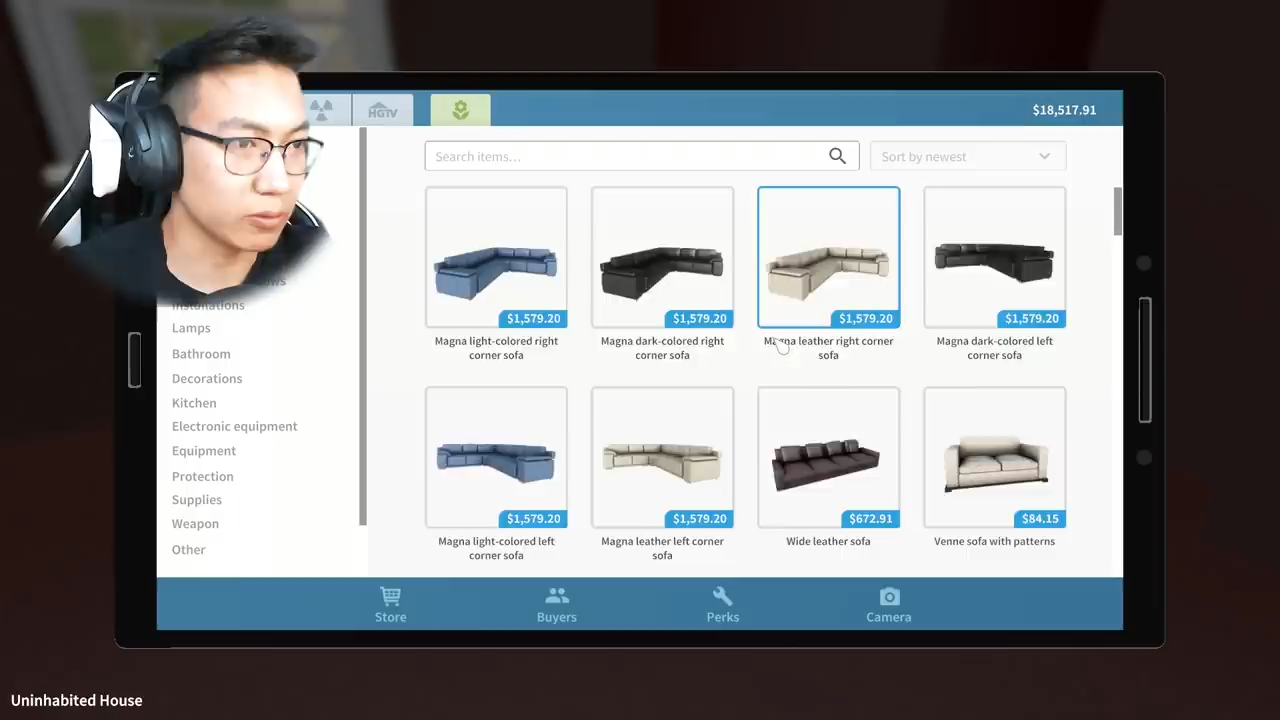 HGTV
$18,517.91
Search items...
Sort by newest
Installations
Lamps
Bathroom
Decorations
Kitchen
Electronic equipment
Equipment
Protection
Supplies
Weapon
Other
$1,579.20
$1,579.20
$1,579.20
$1,579.20
Magna light-colored right
corner sofa
Magna dark-colored right
corner sofa
Magna leather right corner
sofa
Magna dark-colored left
corner sofa
$1,579.20
$1,579.20
$672.91
$84.15
Magna light-colored left
corner sofa
Magna leather left corner
sofa
Wide leather sofa
Venne sofa with patterns
Store
Buyers
Perks
Camera
Uninhabited House